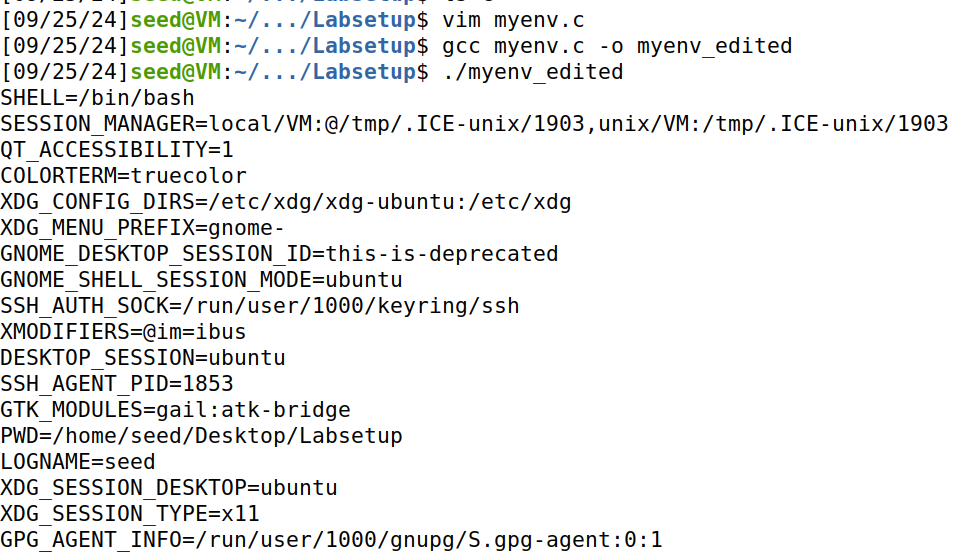 [09/25/24]seed@VM:~/.../Labsetup$ vim myenv.c
[09/25/24]seed@VM:~/.../Labsetup$ gcc myenv.c -o myenv_edited
[09/25/24]seed@VM:~/.../Labsetup$ ./myenv_edited
SHELL=/bin/bash
SESSION_MANAGER=local/VM:@/tmp/.ICE-unix/1903,unix/VM:/tmp/.ICE-unix/1903
QT_ACCESSIBILITY=1
COLORTERM=truecolor
XDG_CONFIG_DIRS=/etc/xdg/xdg-ubuntu:/etc/xdg
XDG_MENU_PREFIX=gnome-
GNOME_DESKTOP_SESSION_ID=this-is-deprecated
GNOME_SHELL_SESSION_MODE=ubuntu
SSH_AUTH_SOCK=/run/user/1000/keyring/ssh
XMODIFIERS=@im=ibus
DESKTOP_SESSION=ubuntu
SSH_AGENT_PID=1853
GTK_MODULES=gail:atk-bridge
PWD=/home/seed/Desktop/Labsetup
LOGNAME=seed
XDG_SESSION_DESKTOP=ubuntu
XDG_SESSION_TYPE=x11
GPG_AGENT_INFO=/run/user/1000/gnupg/S.gpg-agent:0:1